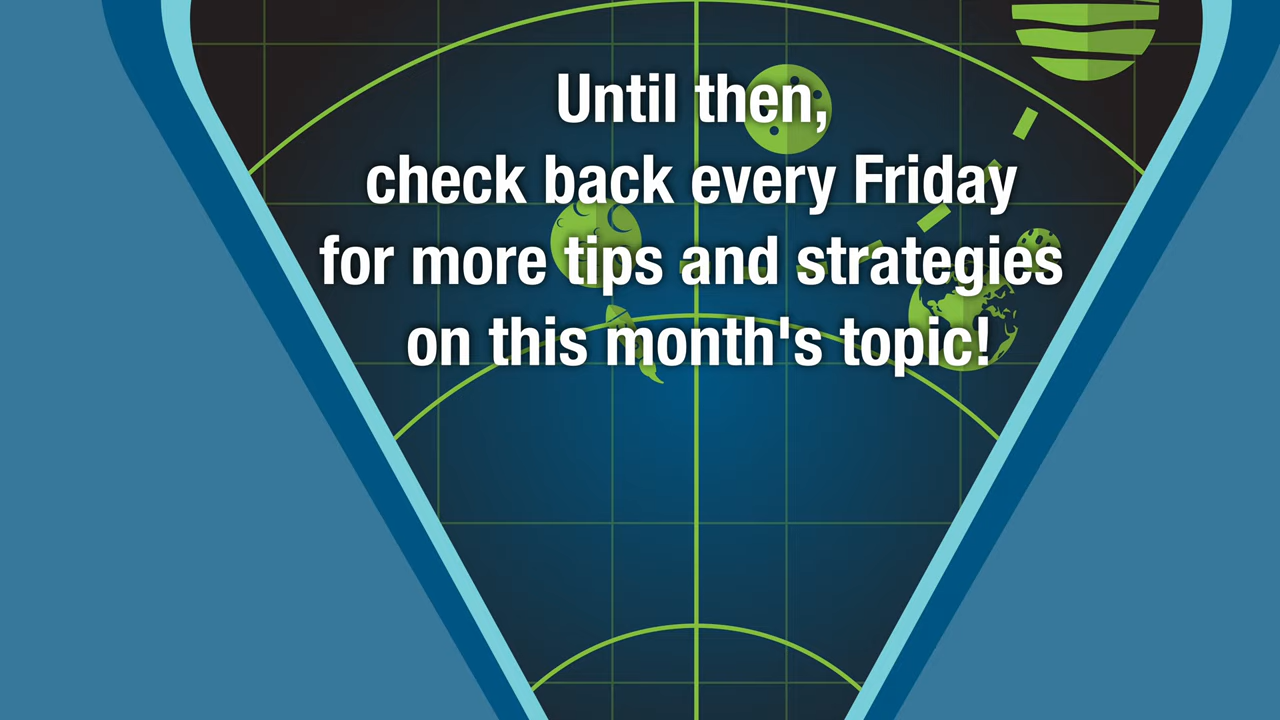 Until then,
check back every Friday
for more tips and strategies
on this month's topic!